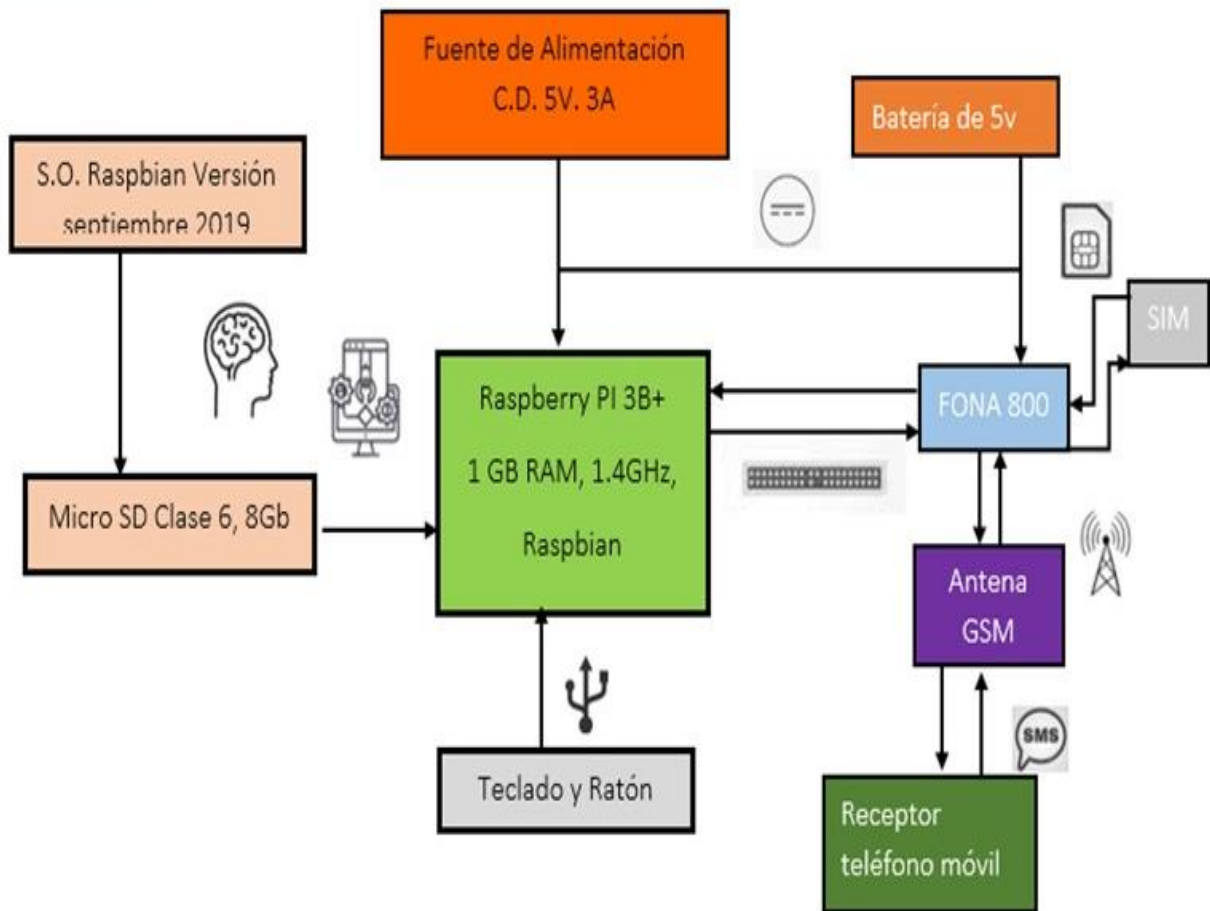 Fuente de Alimentación
C.D. 5V. 3A
Batería de 5v
S.O. Raspbian Versión
septiembre 2019
SIM
Raspberry PI 3B+
1 GB RAM, 1.4GHz,
Raspbian
FONA 800
Micro SD Clase 6, 8Gb
Antena
GSM
SMS
Teclado y Ratón
Receptor
teléfono móvil